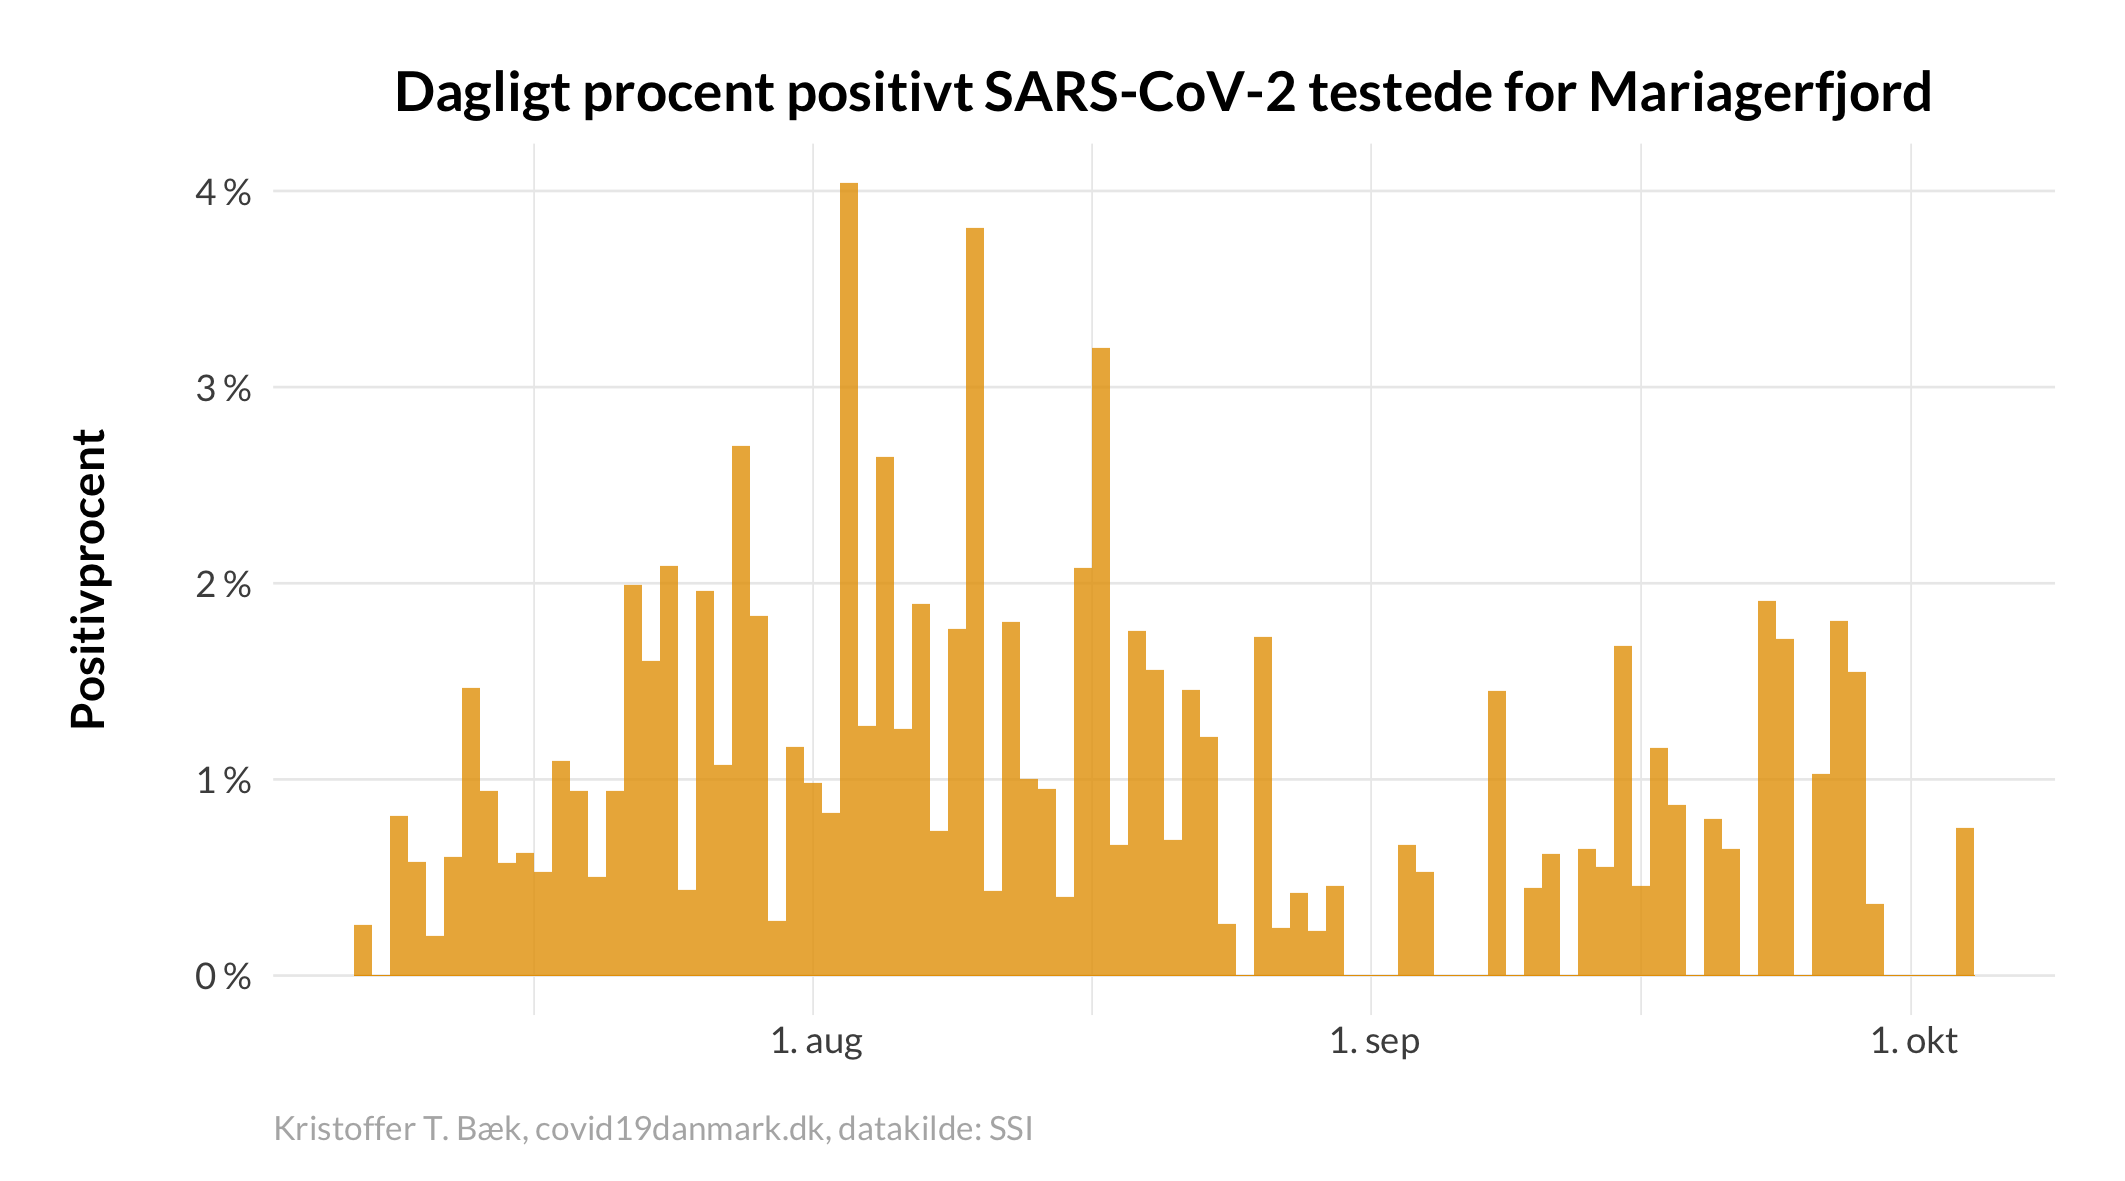 Dagligt procent positivt SARS-CoV-2 testede for Mariagerfjord
Positivprocent
4 %
3 %
2 %
1 %
0 %
1. aug
1. sep
1. okt
Kristoffer T. Bæk, covid19danmark.dk, datakilde: SSI